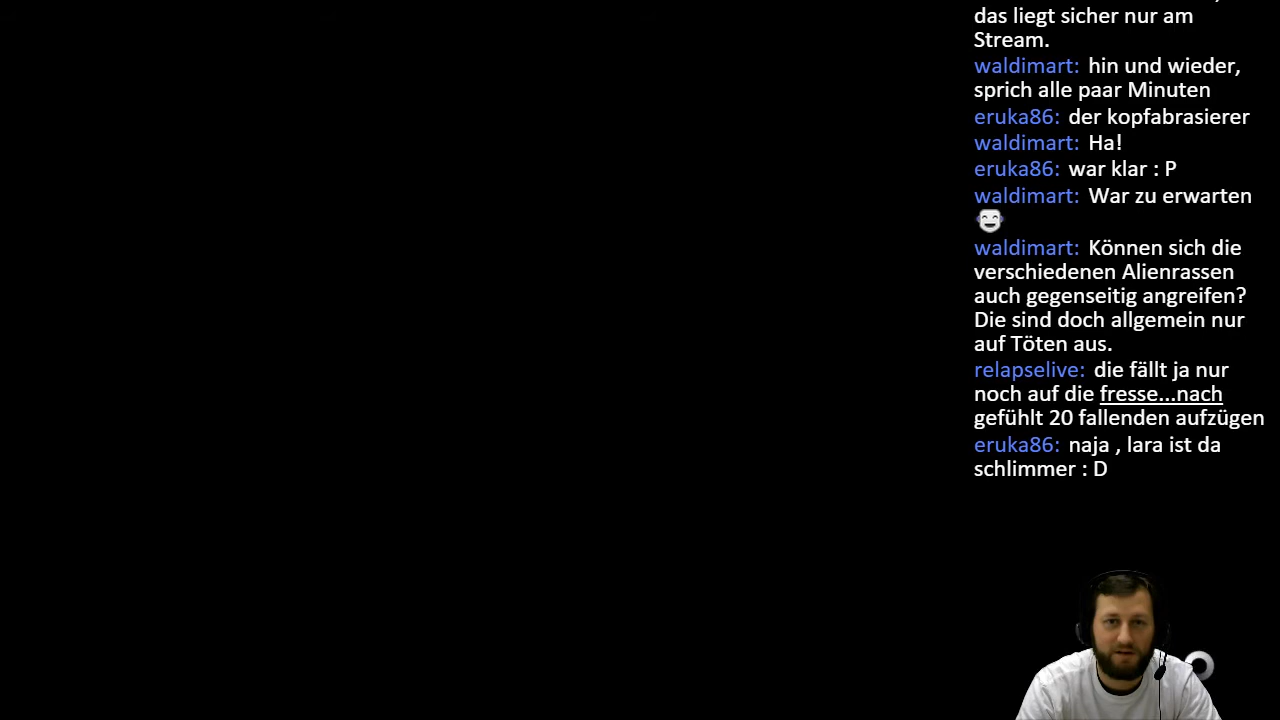 das liegt sicher nur am
Stream.
waldimart: hin und wieder,
sprich alle paar Minuten
eruka86: der kopfabrasierer
waldimart: Ha!
eruka86: war klar : P
waldimart: War zu erwarten
waldimart: Können sich die
verschiedenen Alienrassen
auch gegenseitig angreifen?
Die sind doch allgemein nur
auf Töten aus.
relapselive: die fällt ja nur
noch auf die fresse...nach
gefühlt 20 fallenden aufzügen
eruka86: naja , lara ist da
schlimmer : D